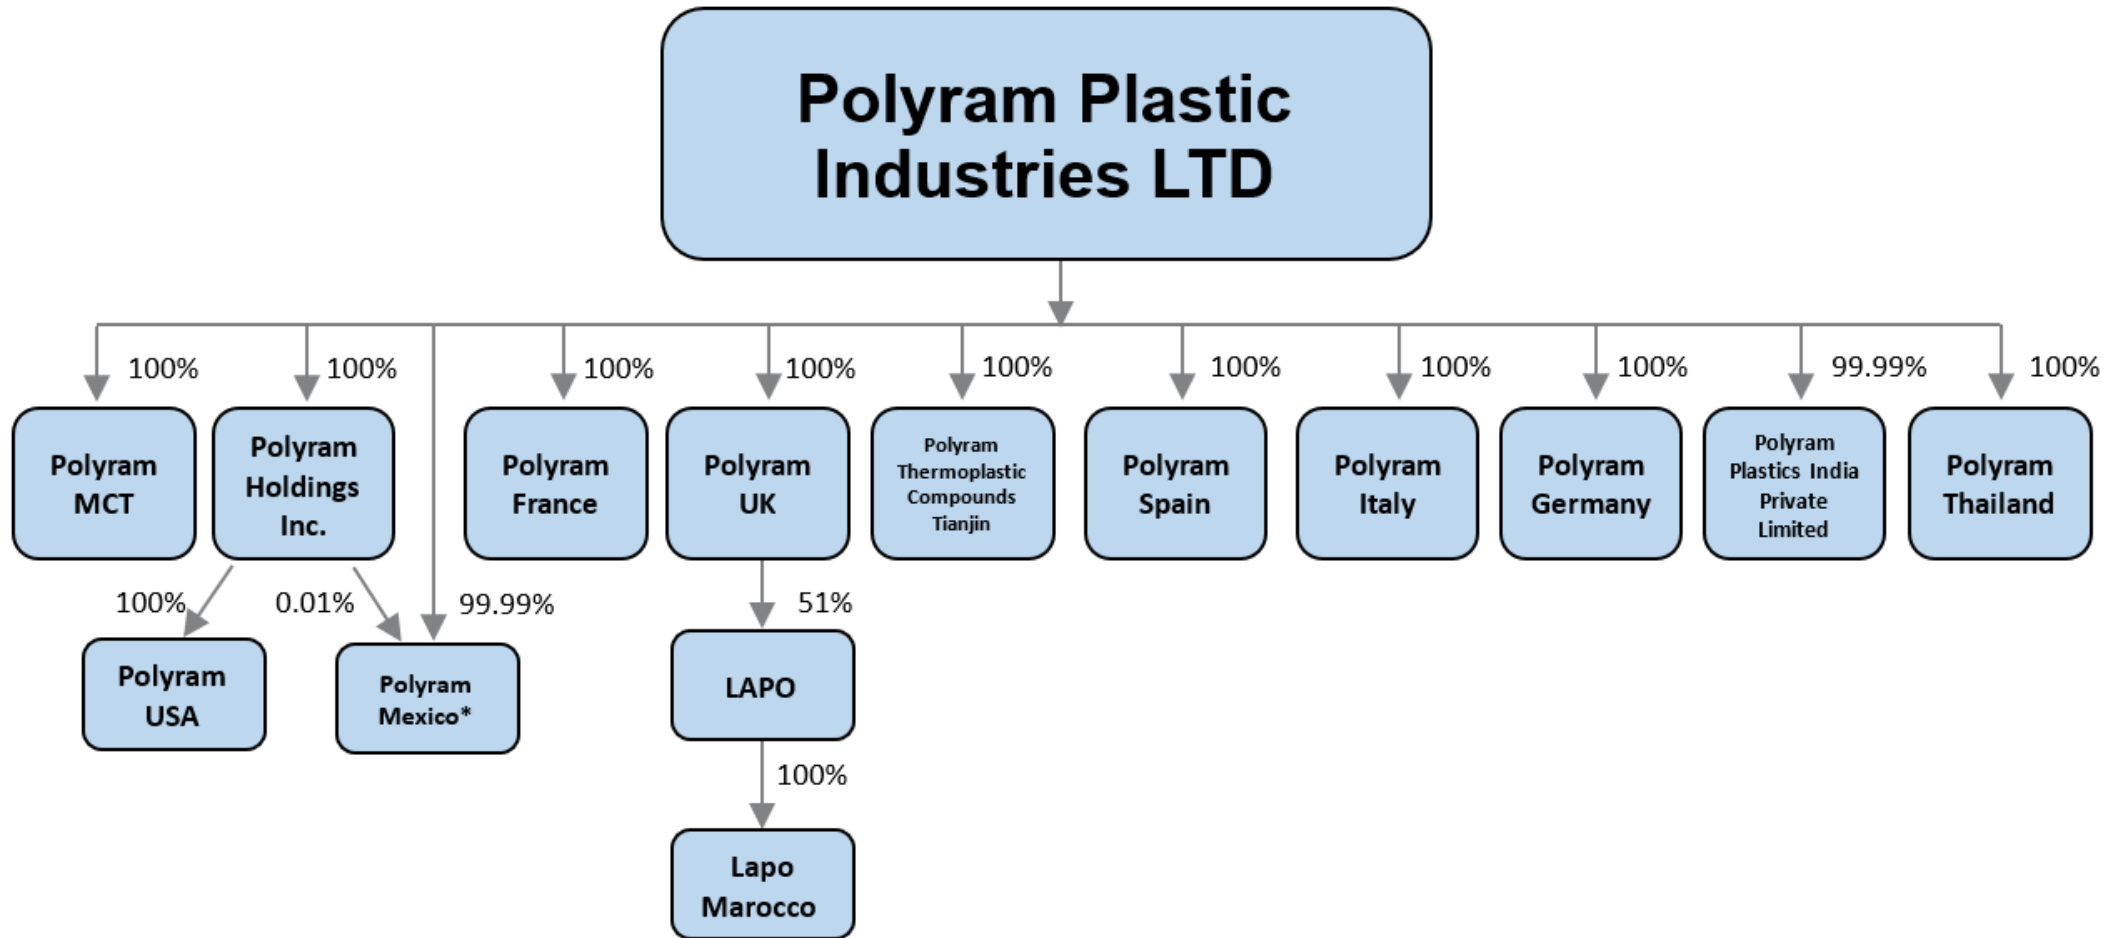 Polyram Plastic
Industries LTD
100%
100%
100%
100%
100%
100%
100%
100%
99.99%
100%
Polyram
MCT
Polyram
Holdings
Inc.
Polyram
France
Polyram
UK
Polyram
Thermoplastic
Compounds
Tianjin
Polyram
Spain
Polyram
Italy
Polyram
Germany
Polyram
Plastics India
Private
Limited
Polyram
Thailand
100%
0.01%
99.99%
51%
Polyram
USA
Polyram
Mexico*
LAPO
100%
Lapo
Marocco